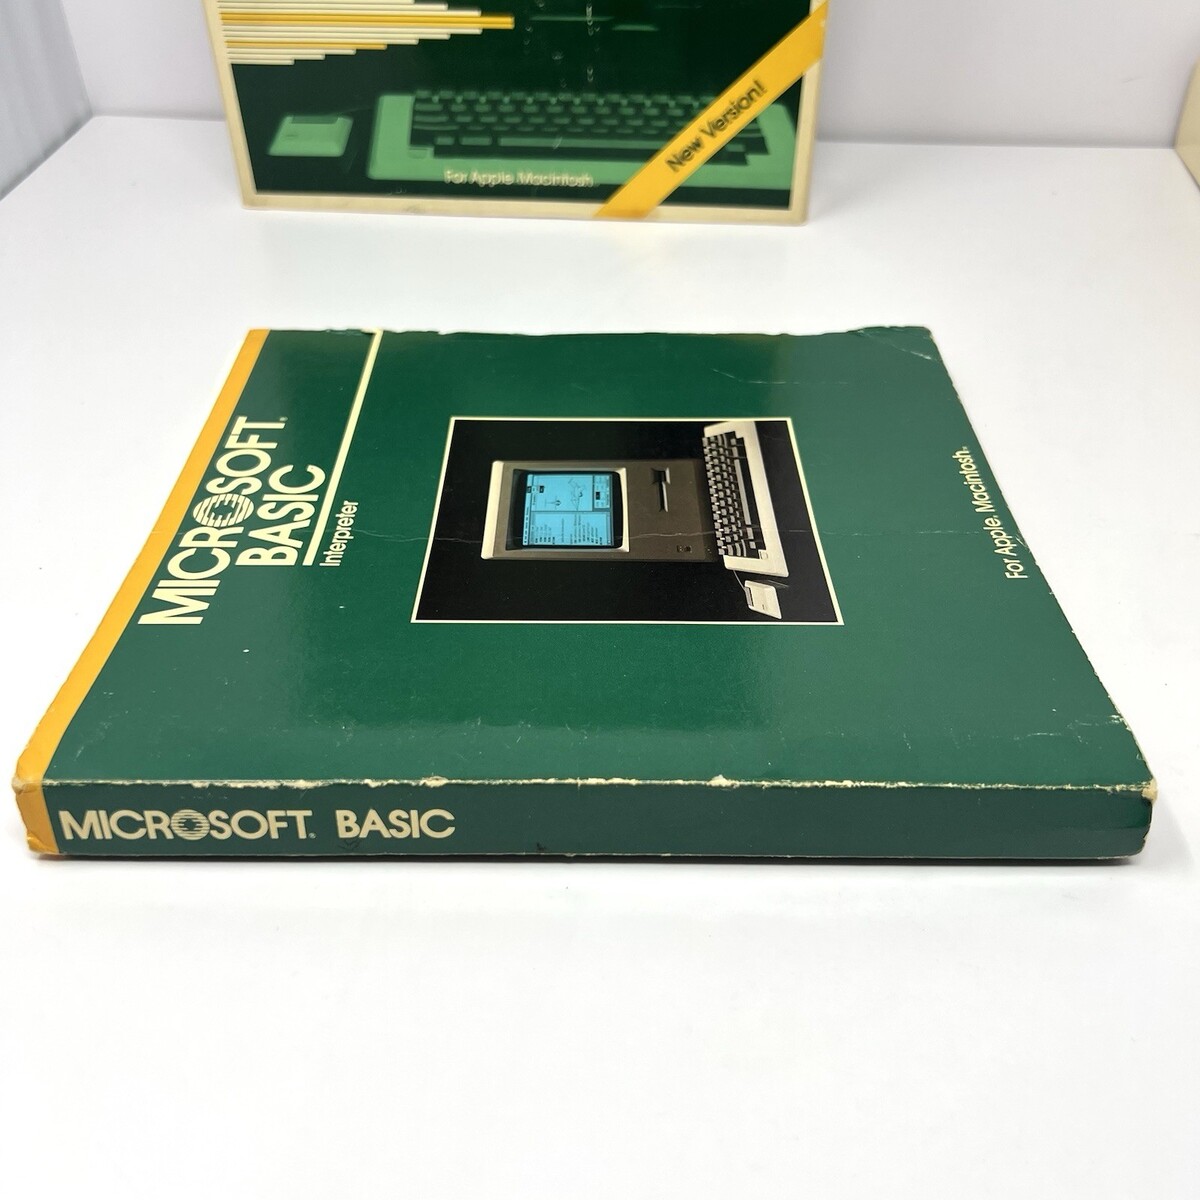 New Version!
For Apple Macintosh
MICROSOFT.
BASIC
Interpreter
For Apple. Macintosh.
MICROSOFT. BASIC